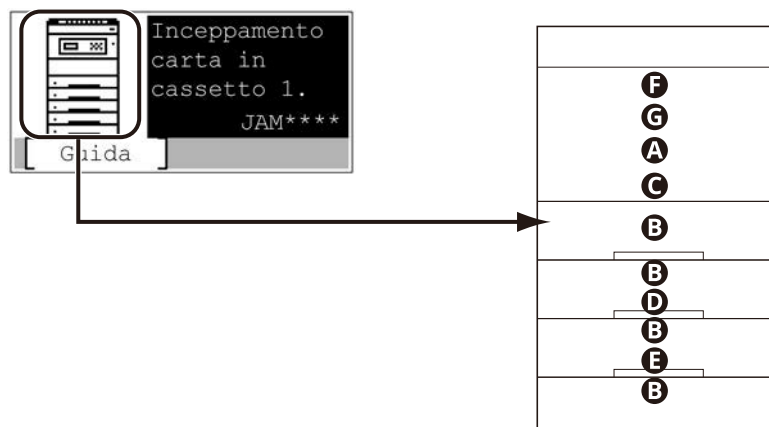 Inceppamento
carta in
cassetto 1.
JAM****
Guida
F
G
A
C
B
B
D
B
E
B